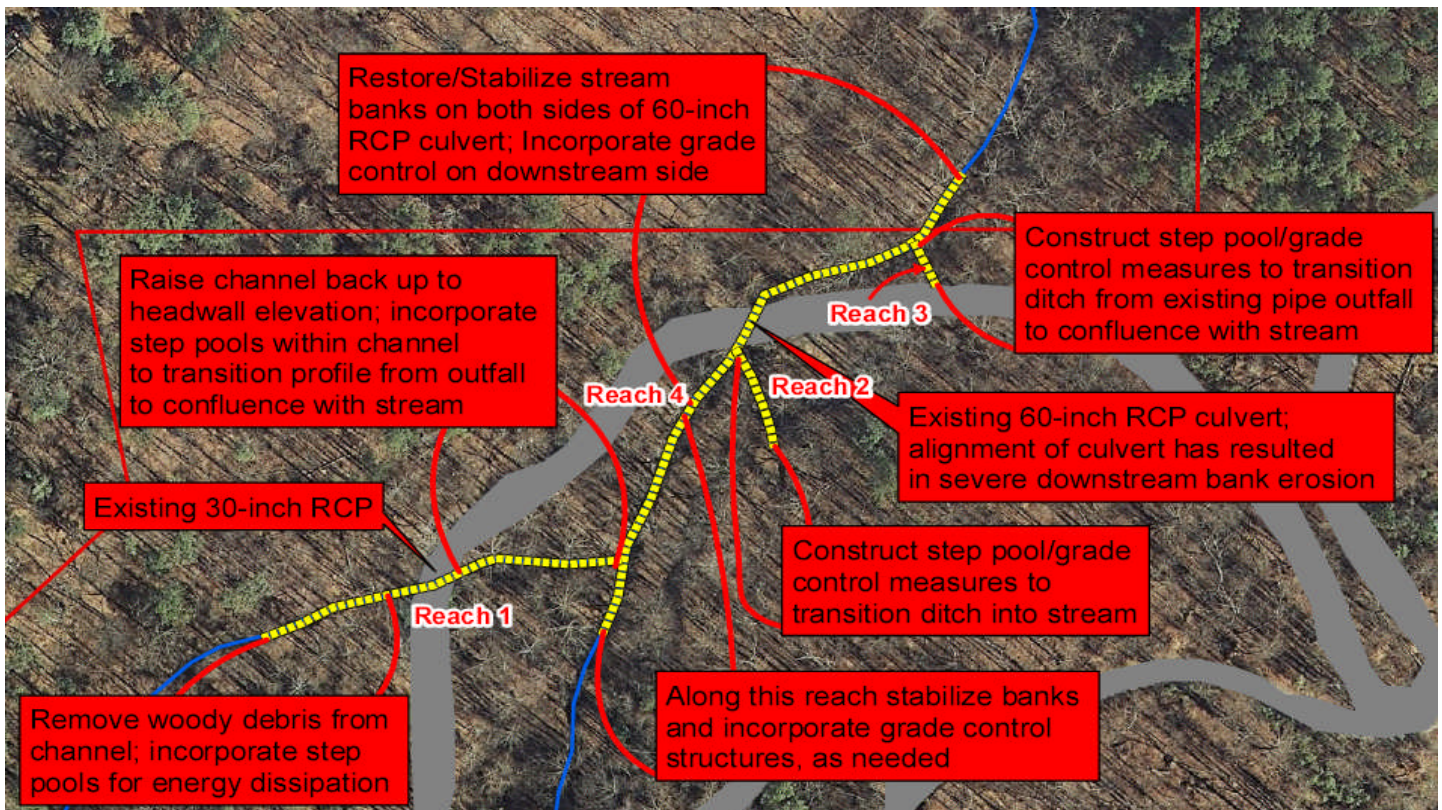 Restore/Stabilize stream
banks on both sides of 60-inch
RCP culvert; Incorporate grade
control on downstream side
Construct step pool/grade
control measures to transition
ditch from existing pipe outfall
to confluence with stream
Raise channel back up to
headwall elevation; incorporate
step pools within channel
to transition profile from outfall
to confluence with stream
Reach 3
Reach 4
Reach 2
Existing 60-inch RCP culvert;
alignment of culvert has resulted
in severe downstream bank erosion
Existing 30-inch RCP
Construct step pool/grade
control measures to
transition ditch into stream
Reach 1
Along this reach stabilize banks
and incorporate grade control
structures, as needed
Remove woody debris from
channel; incorporate step
pools for energy dissipation